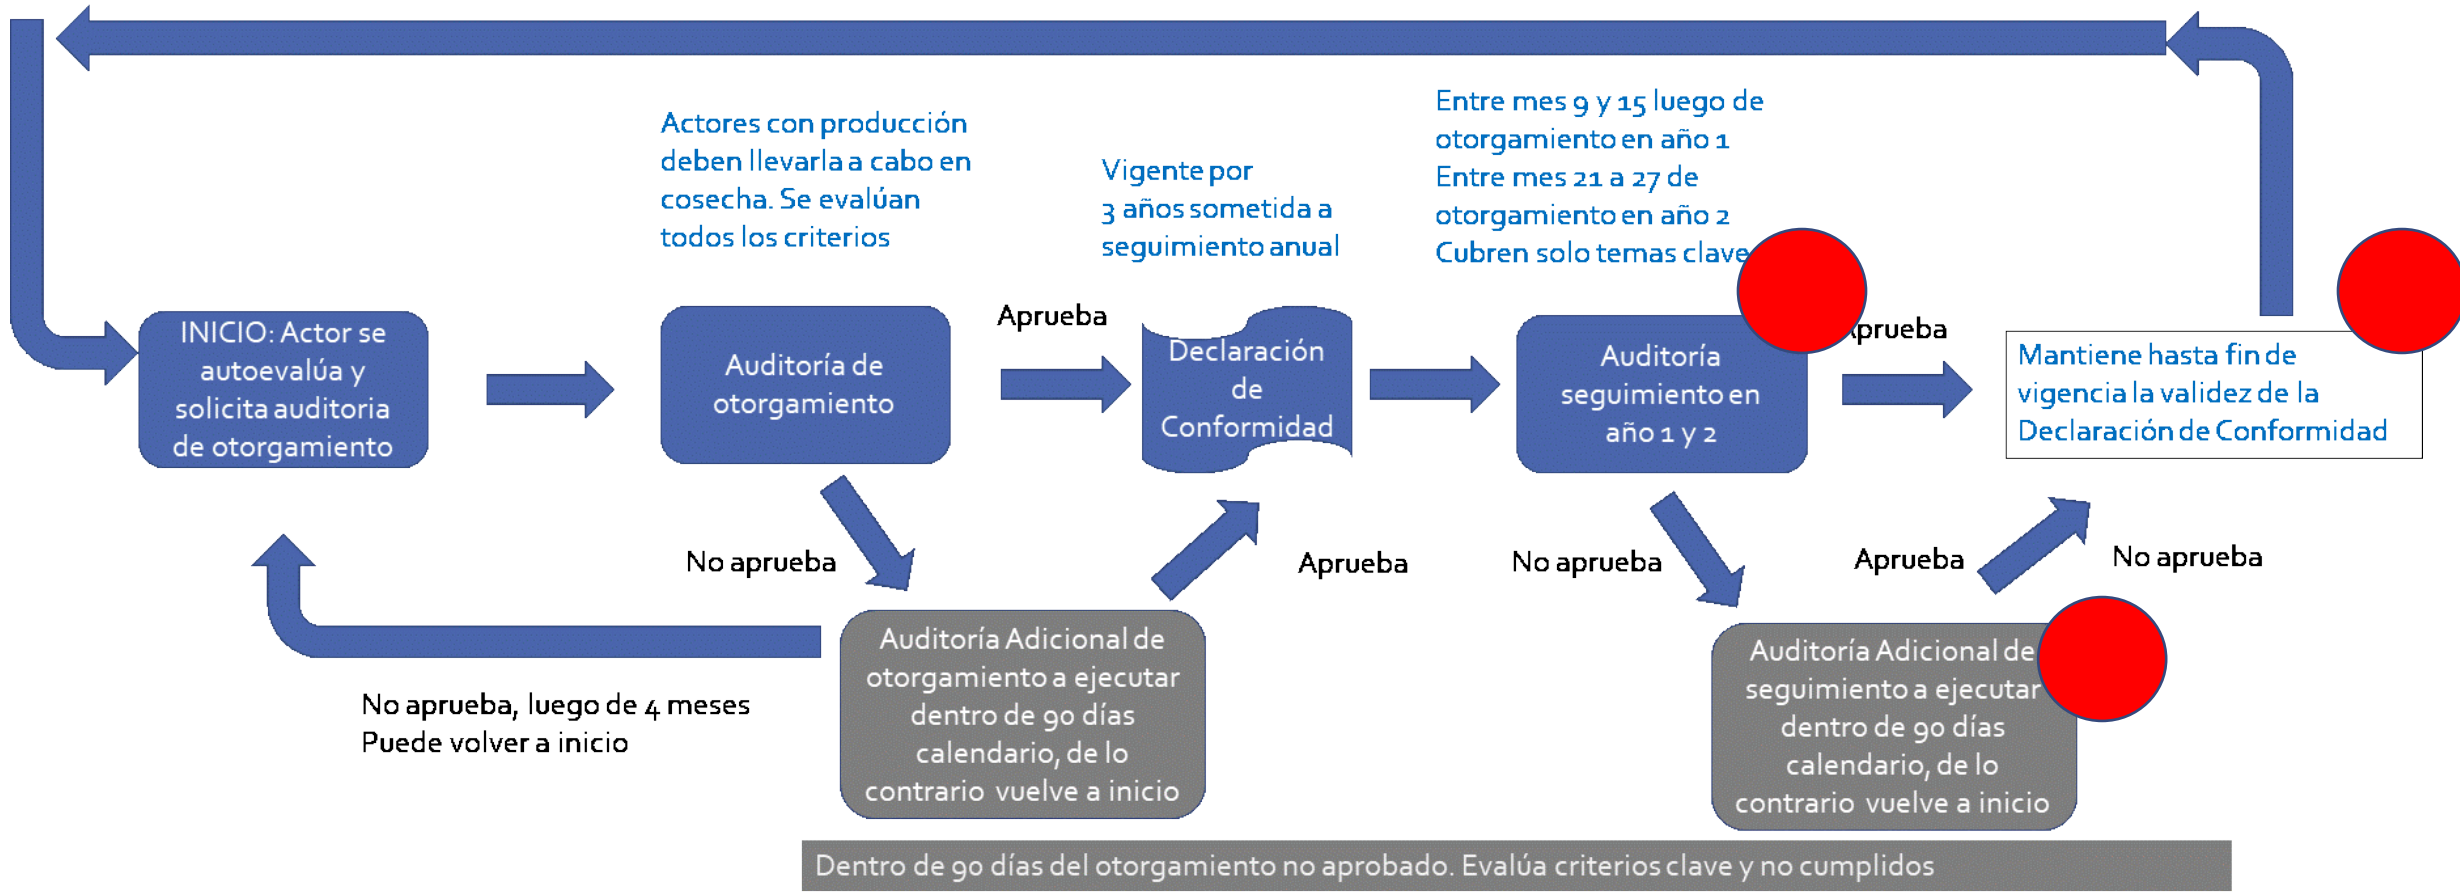 Actores con producción
deben llevarla a cabo en
cosecha. Se evalúan
todos los criterios
Vigente por
3 años sometida a
seguimiento anual
Entre mes 9 y 15 luego de
otorgamiento en año 1
Entre mes 21 a 27 de
otorgamiento en año 2
Cubren solo temas clave
INICIO: Actor se
autoevalúa y
solicita auditoria
de otorgamiento
Auditoría de
otorgamiento
Aprueba
Declaración
de
Conformidad
Auditoría
seguimiento en
año 1 y 2
Aprueba
Mantiene hasta fin de
vigencia la validez de la
Declaración de Conformidad
No aprueba
Aprueba
No aprueba
Aprueba
No aprueba
No aprueba, luego de 4 meses
Puede volver a inicio
Auditoría Adicional de
otorgamiento a ejecutar
dentro de 90 días
calendario, de lo
contrario vuelve a inicio
Auditoría Adicional de
seguimiento a ejecutar
dentro de 90 días
calendario, de lo
contrario vuelve a inicio
Dentro de 90 días del otorgamiento no aprobado. Evalúa criterios clave y no cumplidos